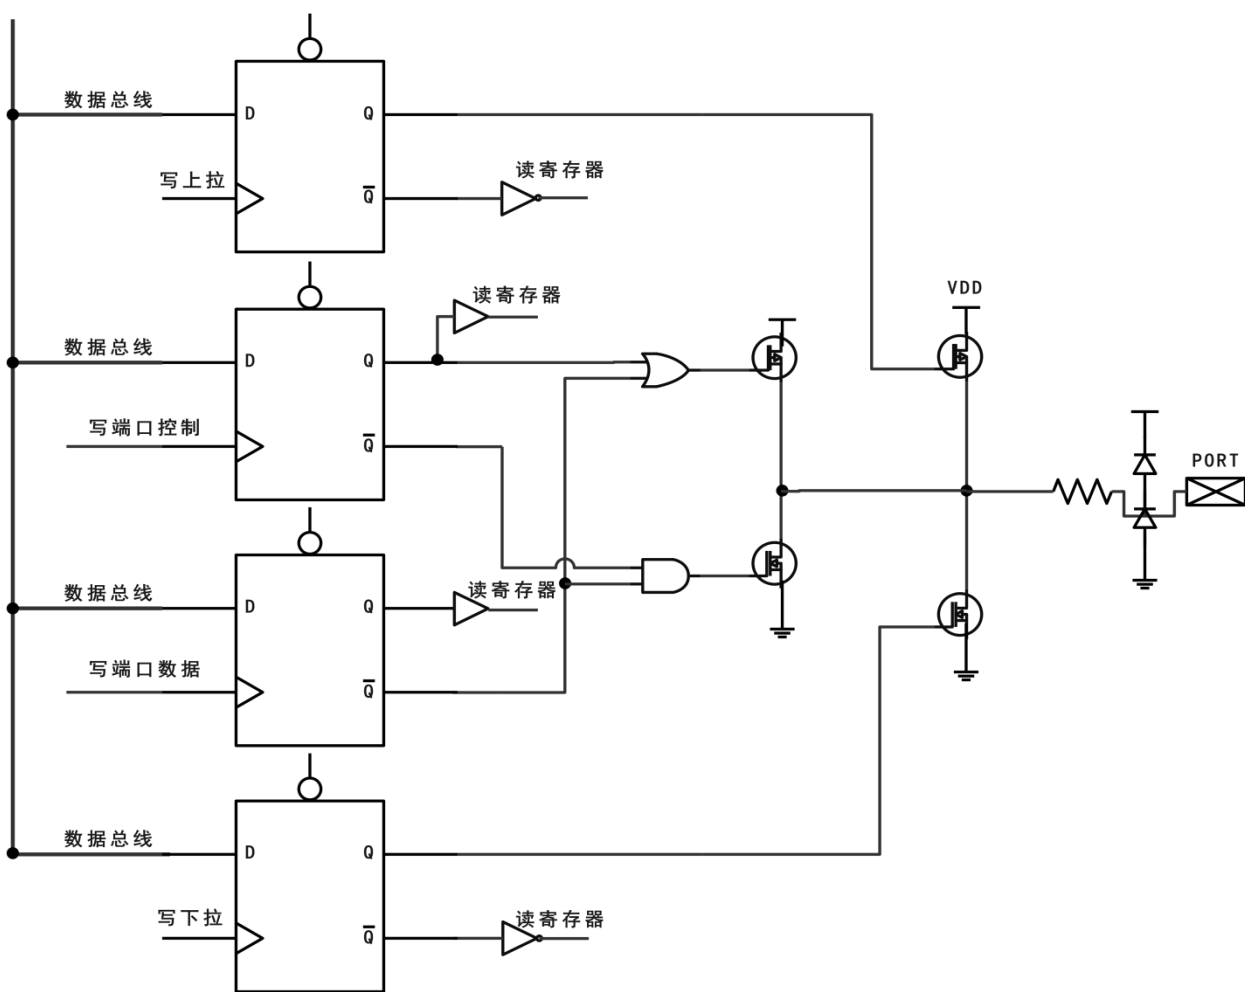 数据总线
D
Q
写上拉
Q
读寄存器
读寄存器
VDD
数据总线
D
Q
写端口控制
Q
PORT
数据总线
D
Q
读寄存器
写端口数据
Q
数据总线
D
Q
写下拉
Q
读寄存器